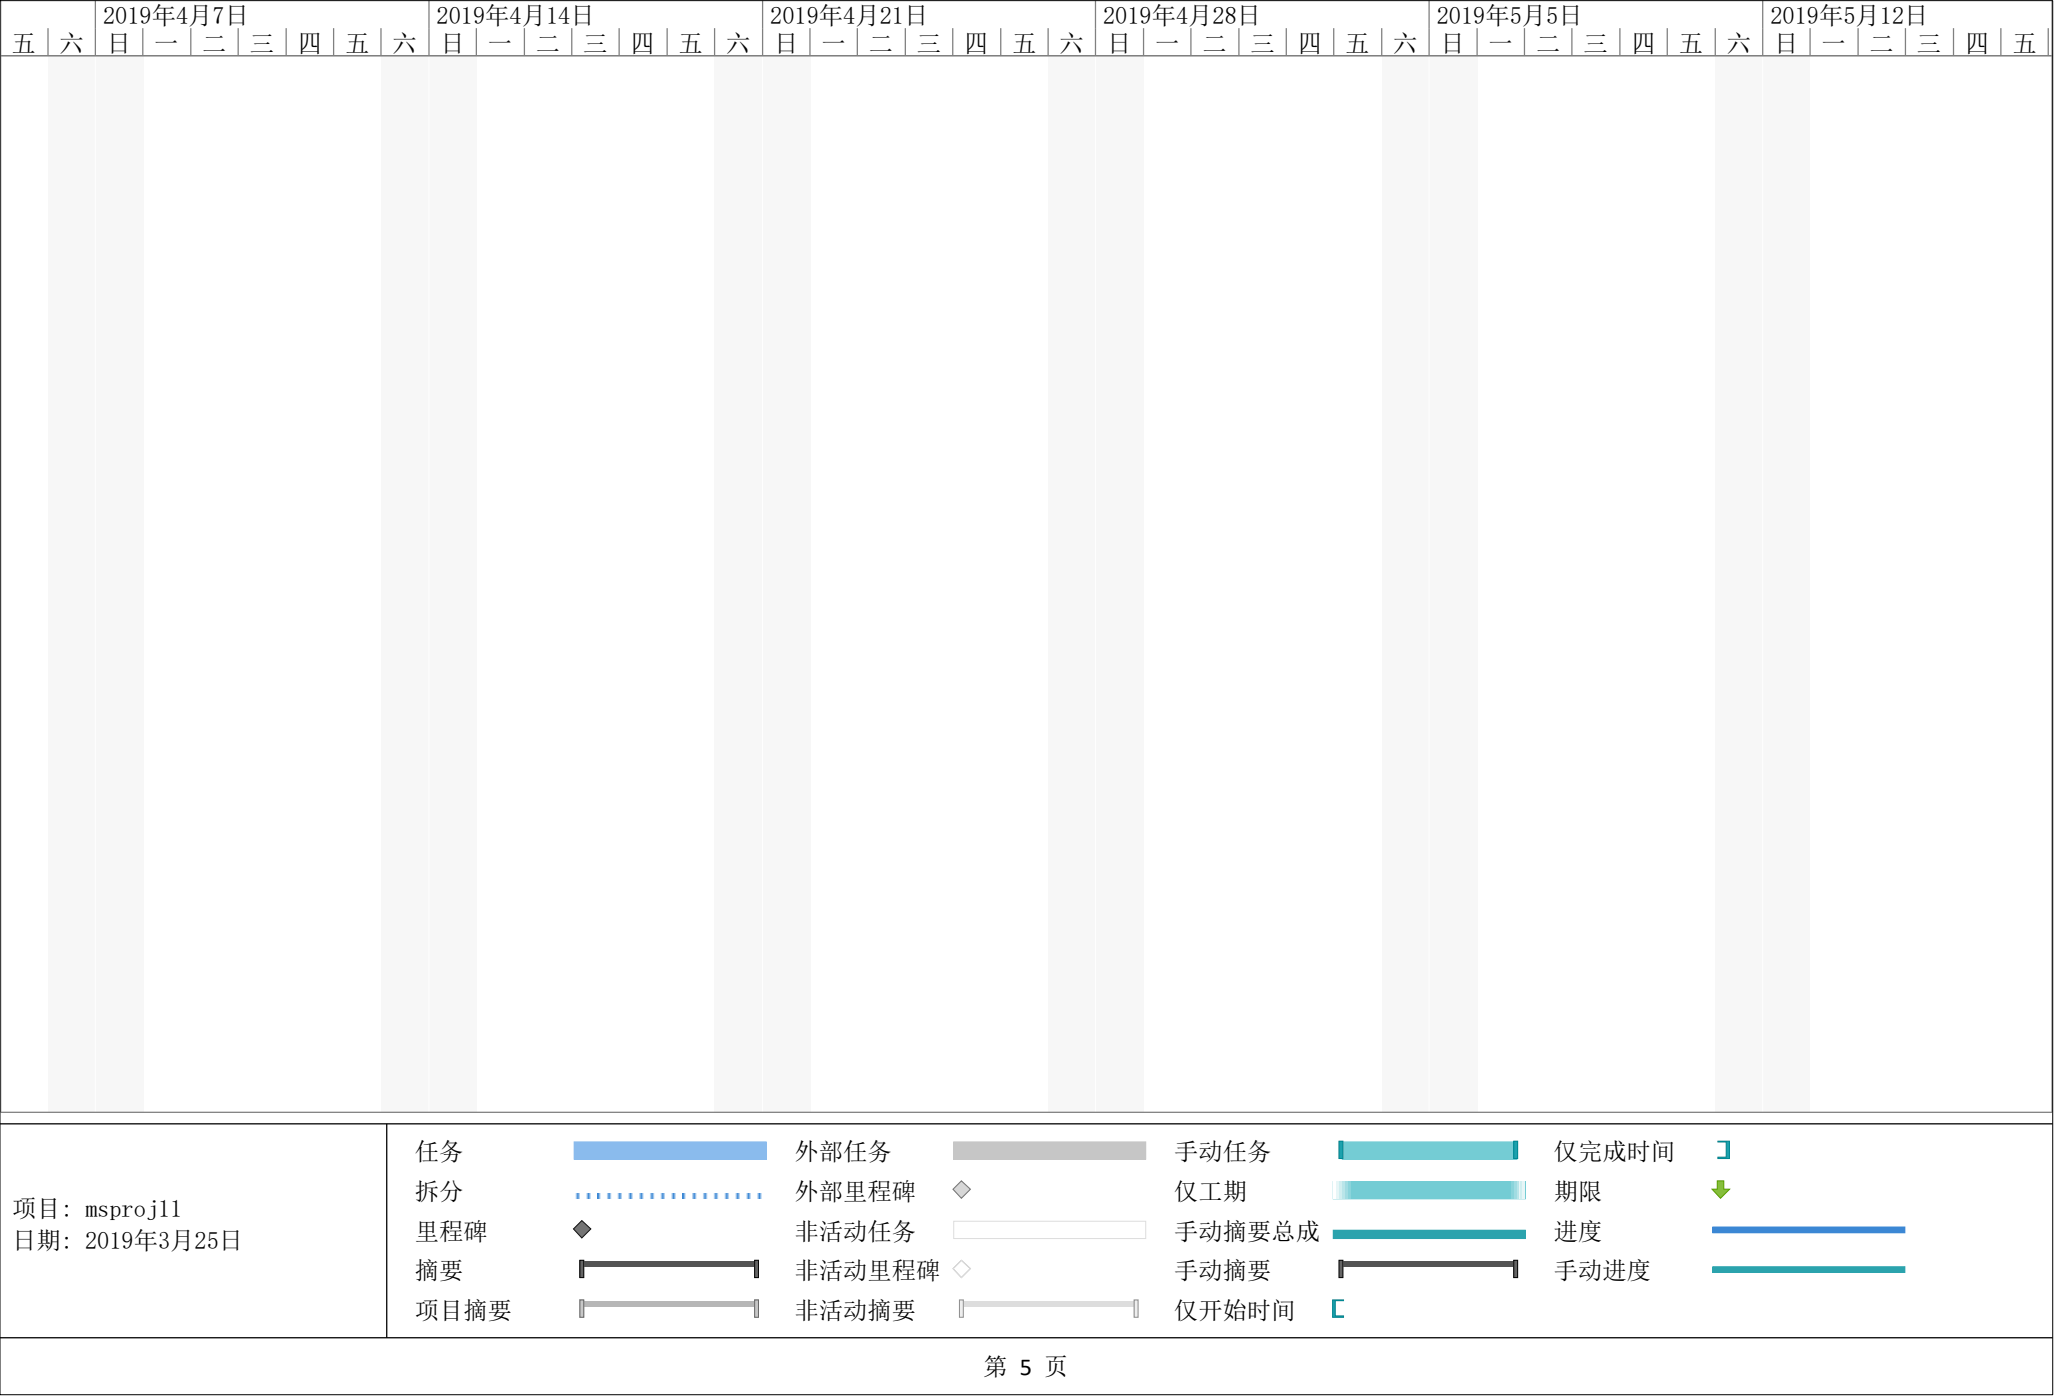 2019年4月7日 2019年4月14日 2019年4月21日 2019年4月28日 2019年5月5日 2019年5月12日
五 六 日 一 二 三 四 五 六 日 一 二 三 四 五 六 日 一 二 三 四 五 六 日 一 二 三 四 五 六 日 一 二 三 四 五 六 日 一 二 三 四 五
项目: msproj11
日期: 2019年3月25日
任务 外部任务 手动任务 仅完成时间
拆分 外部里程碑 仅工期 期限
里程碑 非活动任务 手动摘要总成 进度
摘要 非活动里程碑 手动摘要 手动进度
项目摘要 非活动摘要 仅开始时间
第 5 页